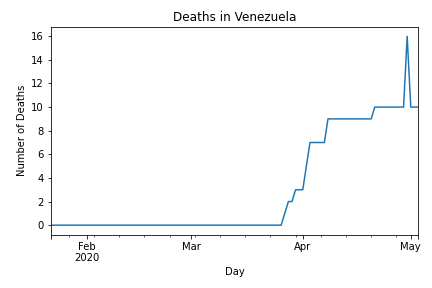 Deaths in Venezuela
Number of Deaths
16
14
12
10
8
6
4
2
0
Feb
2020
Mar
Apr
May
Day